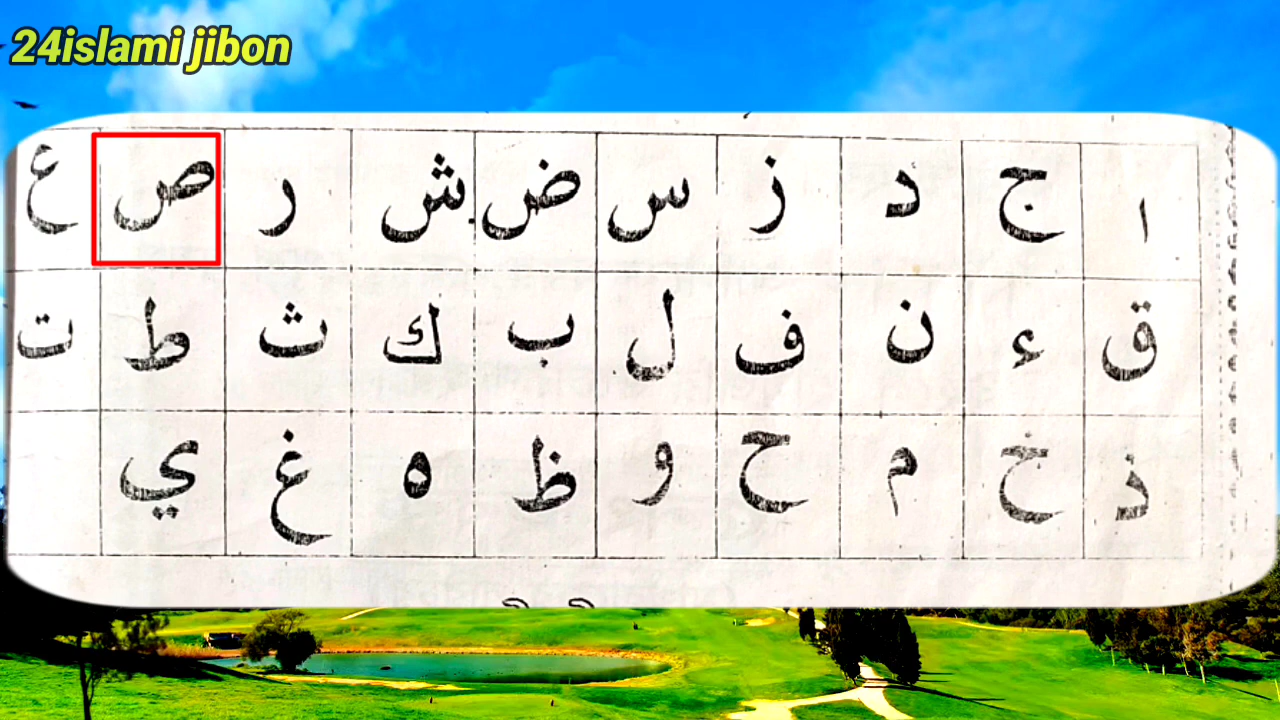 24islami jibon
ا ج د ز س ض ش ر ص ع
ق ء ن ف ل ب ك ث ط ت
ذ خ م ح و ظ ه غ ي